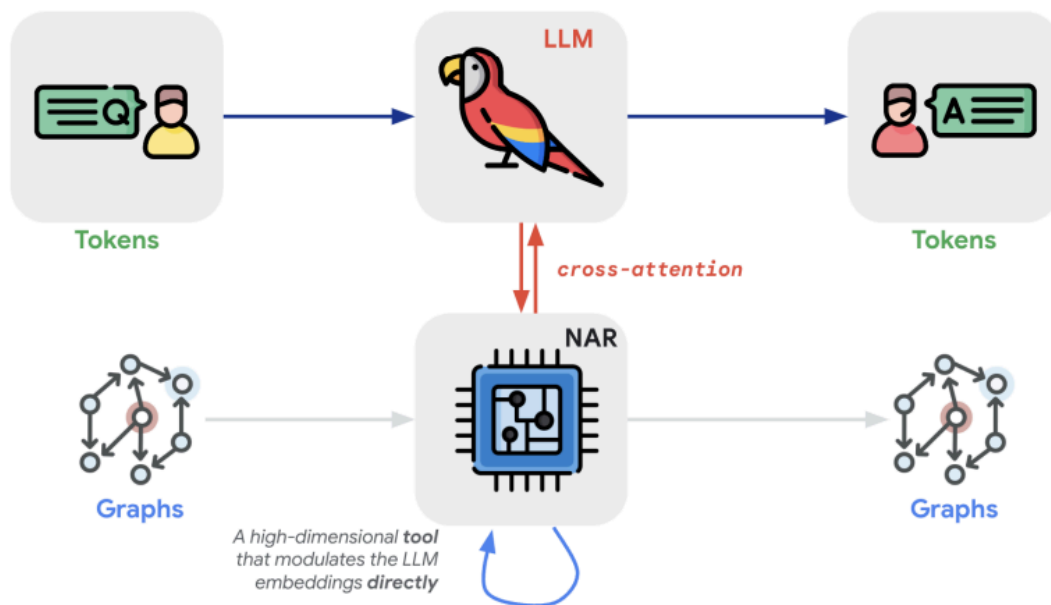 LLM
Q
A
Tokens
Tokens
cross-attention
NAR
Graphs
Graphs
A high-dimensional tool
that modulates the LLM
embeddings directly